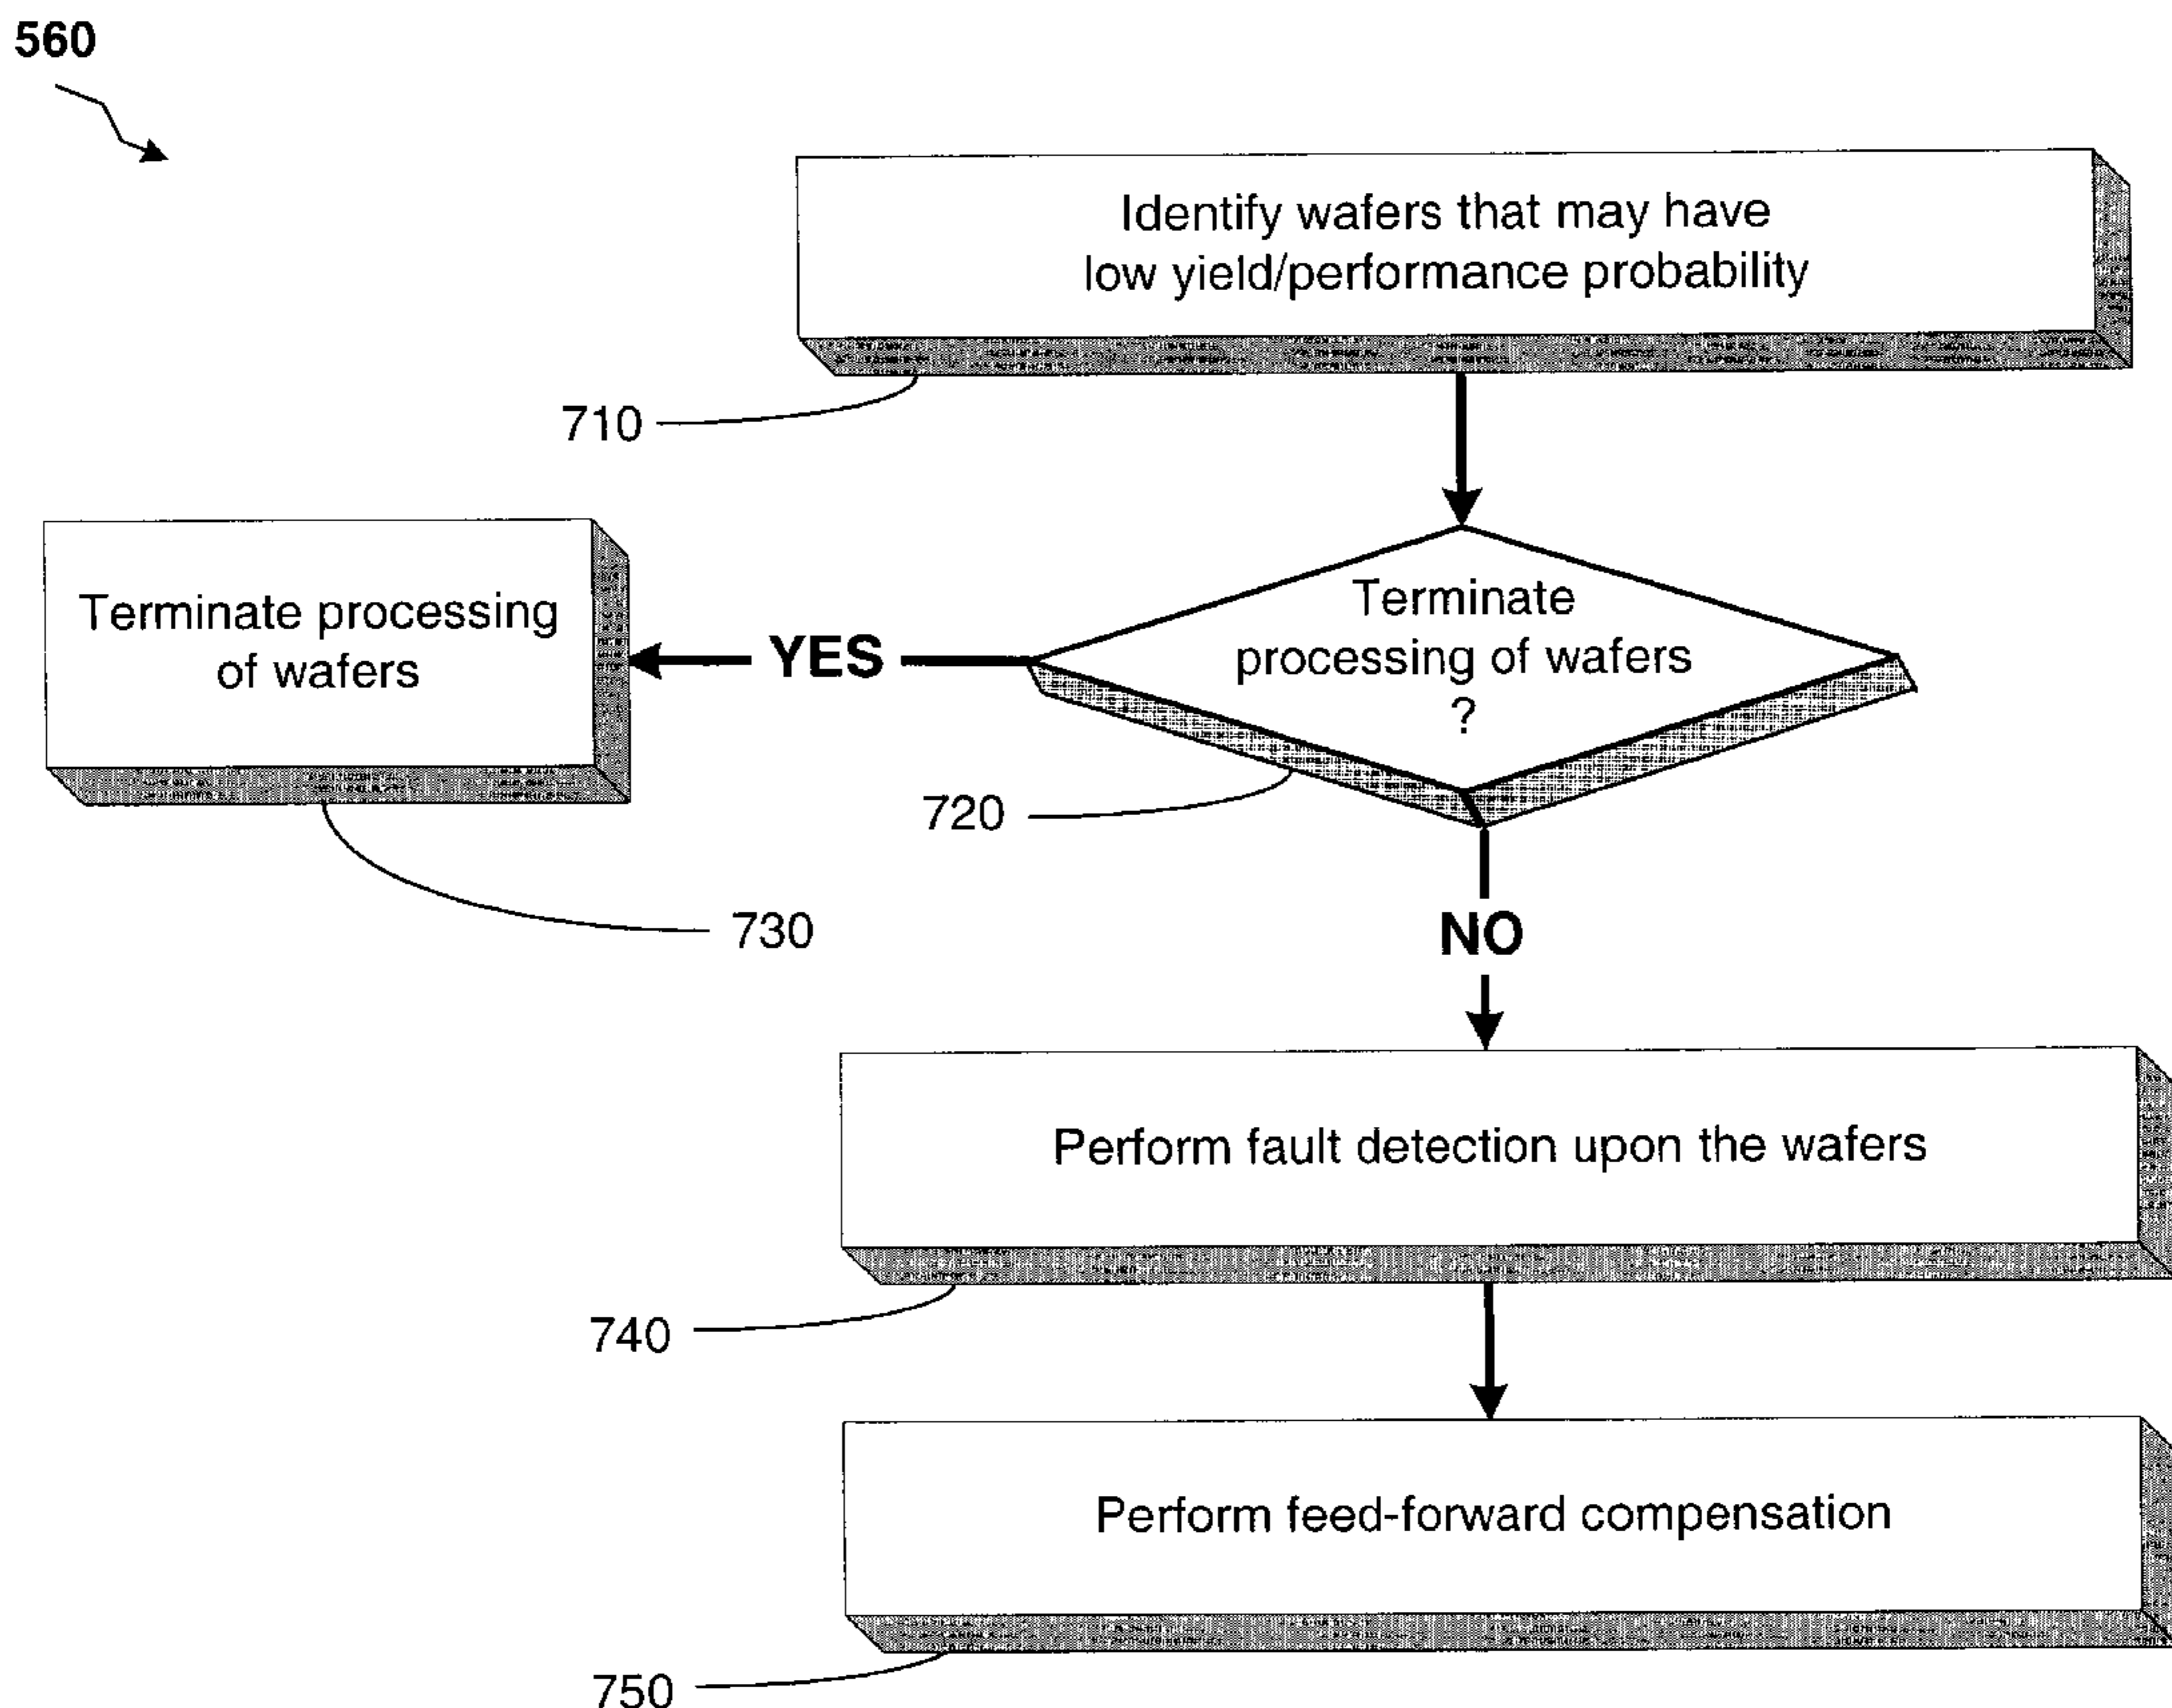 560
Identify wafers that may have
low yield/performance probability
710
Terminate processing
of wafers
YES
Terminate
processing of wafers
?
720
730
NO
Perform fault detection upon the wafers
740
Perform feed-forward compensation
750